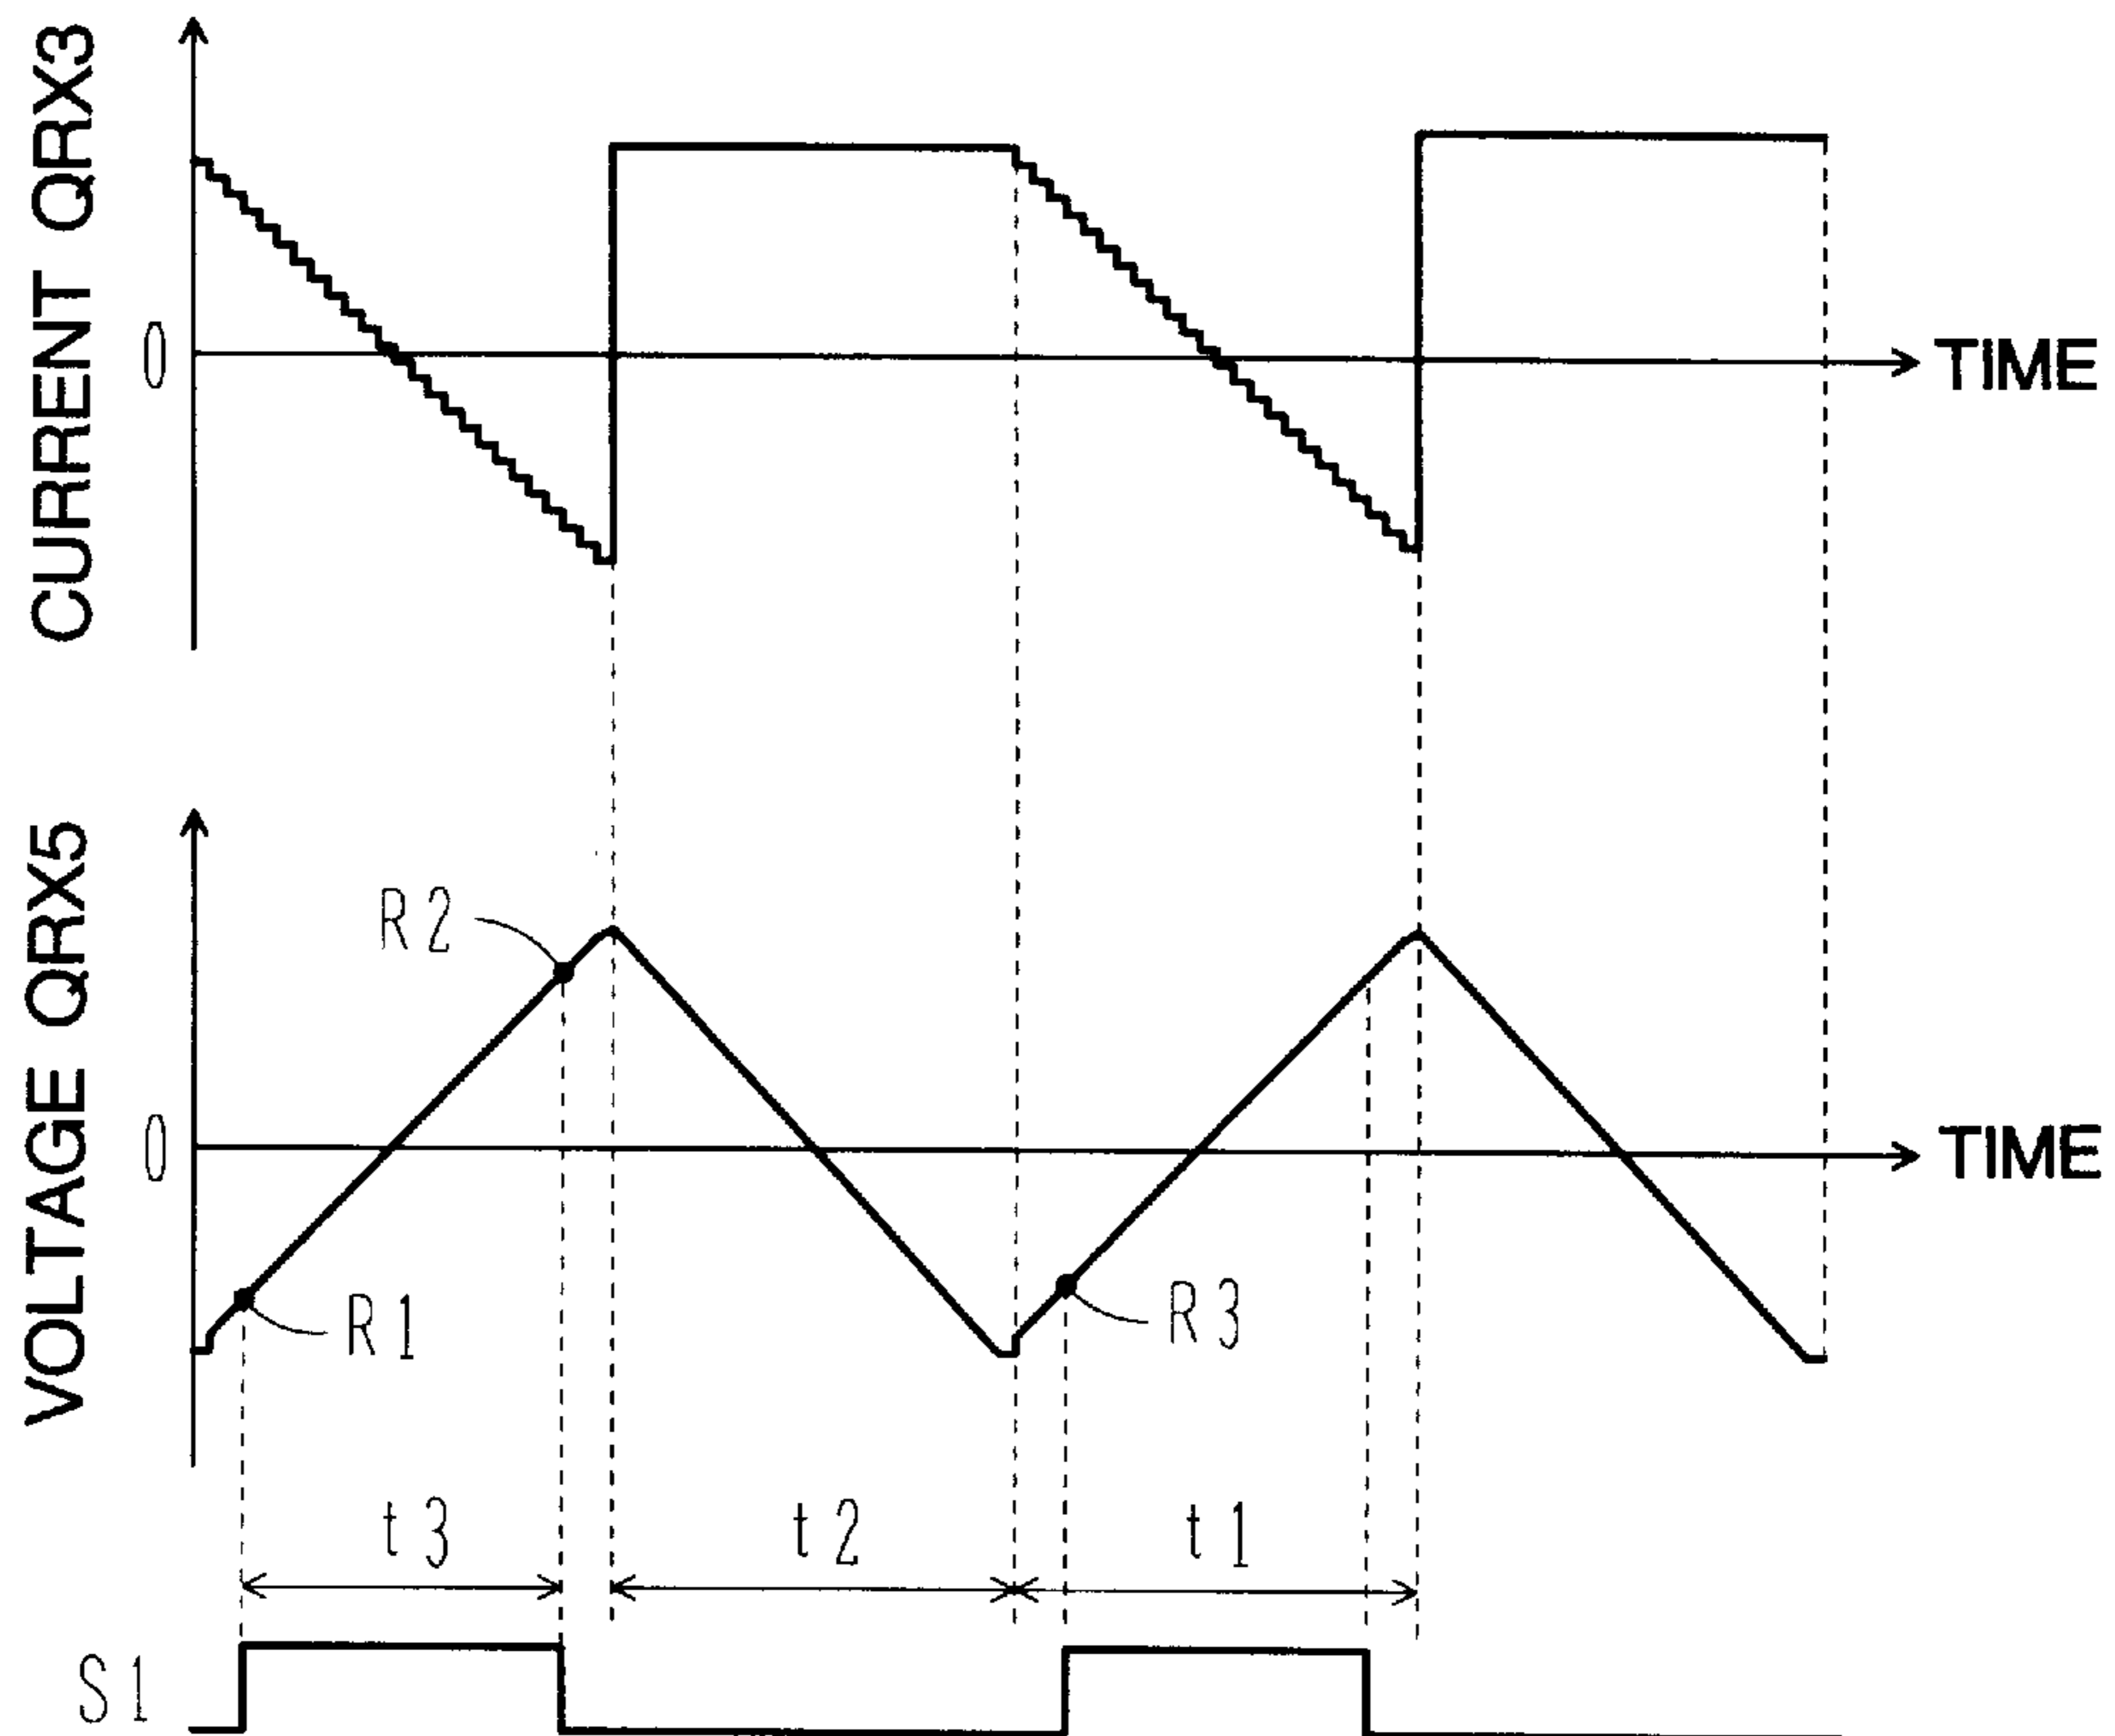 CURRENT QRX3
0
TIME
VOLTAGE QRX5
0
TIME
R2
R1
R3
t3
t2
t1
S1